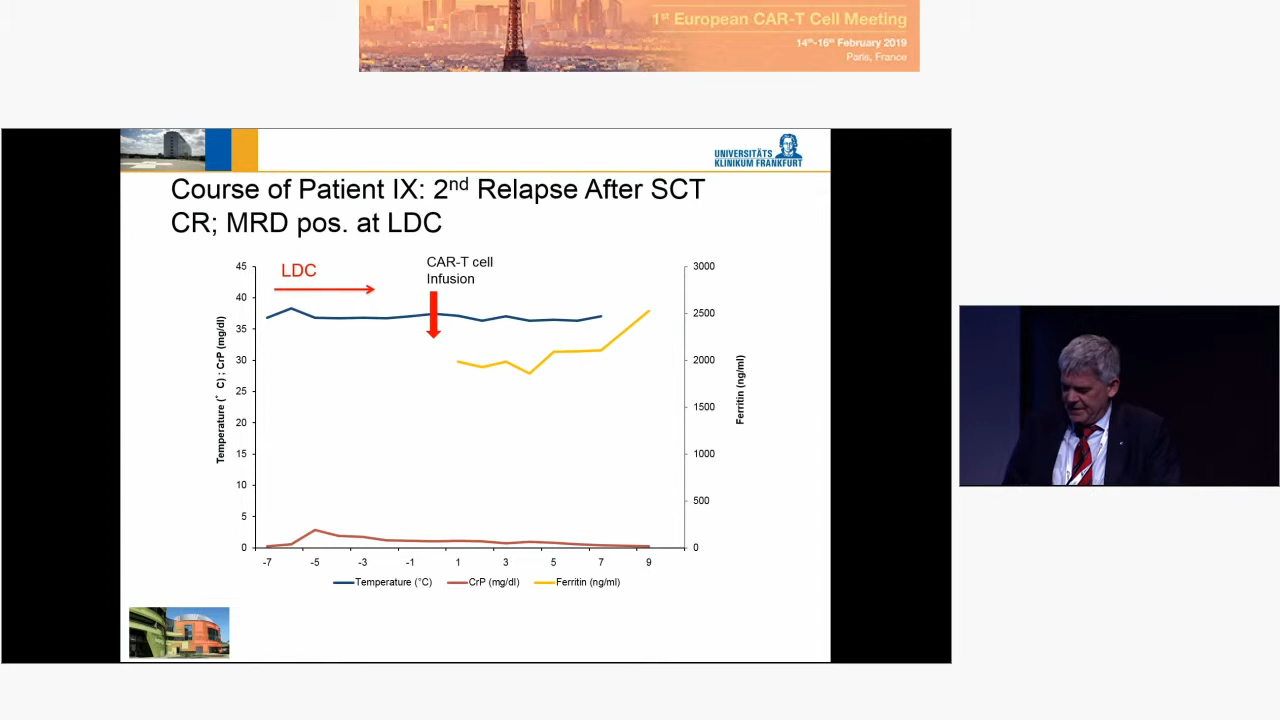 1st European CAR-T Cell Meeting
14th-16th February 2019
Paris, France
UNIVERSITÄTS
KLINIKUM FRANKFURT
Course of Patient IX: 2nd Relapse After SCT
CR; MRD pos. at LDC
LDC
CAR-T cell
Infusion
45
40
35
30
25
20
15
10
5
0
Temperature (° C) ; CrP (mg/dl)
3000
2500
2000
1500
1000
500
0
Ferritin (ng/ml)
-7 -5 -3 -1 1 3 5 7 9
Temperature (°C) CrP (mg/dl) Ferritin (ng/ml)